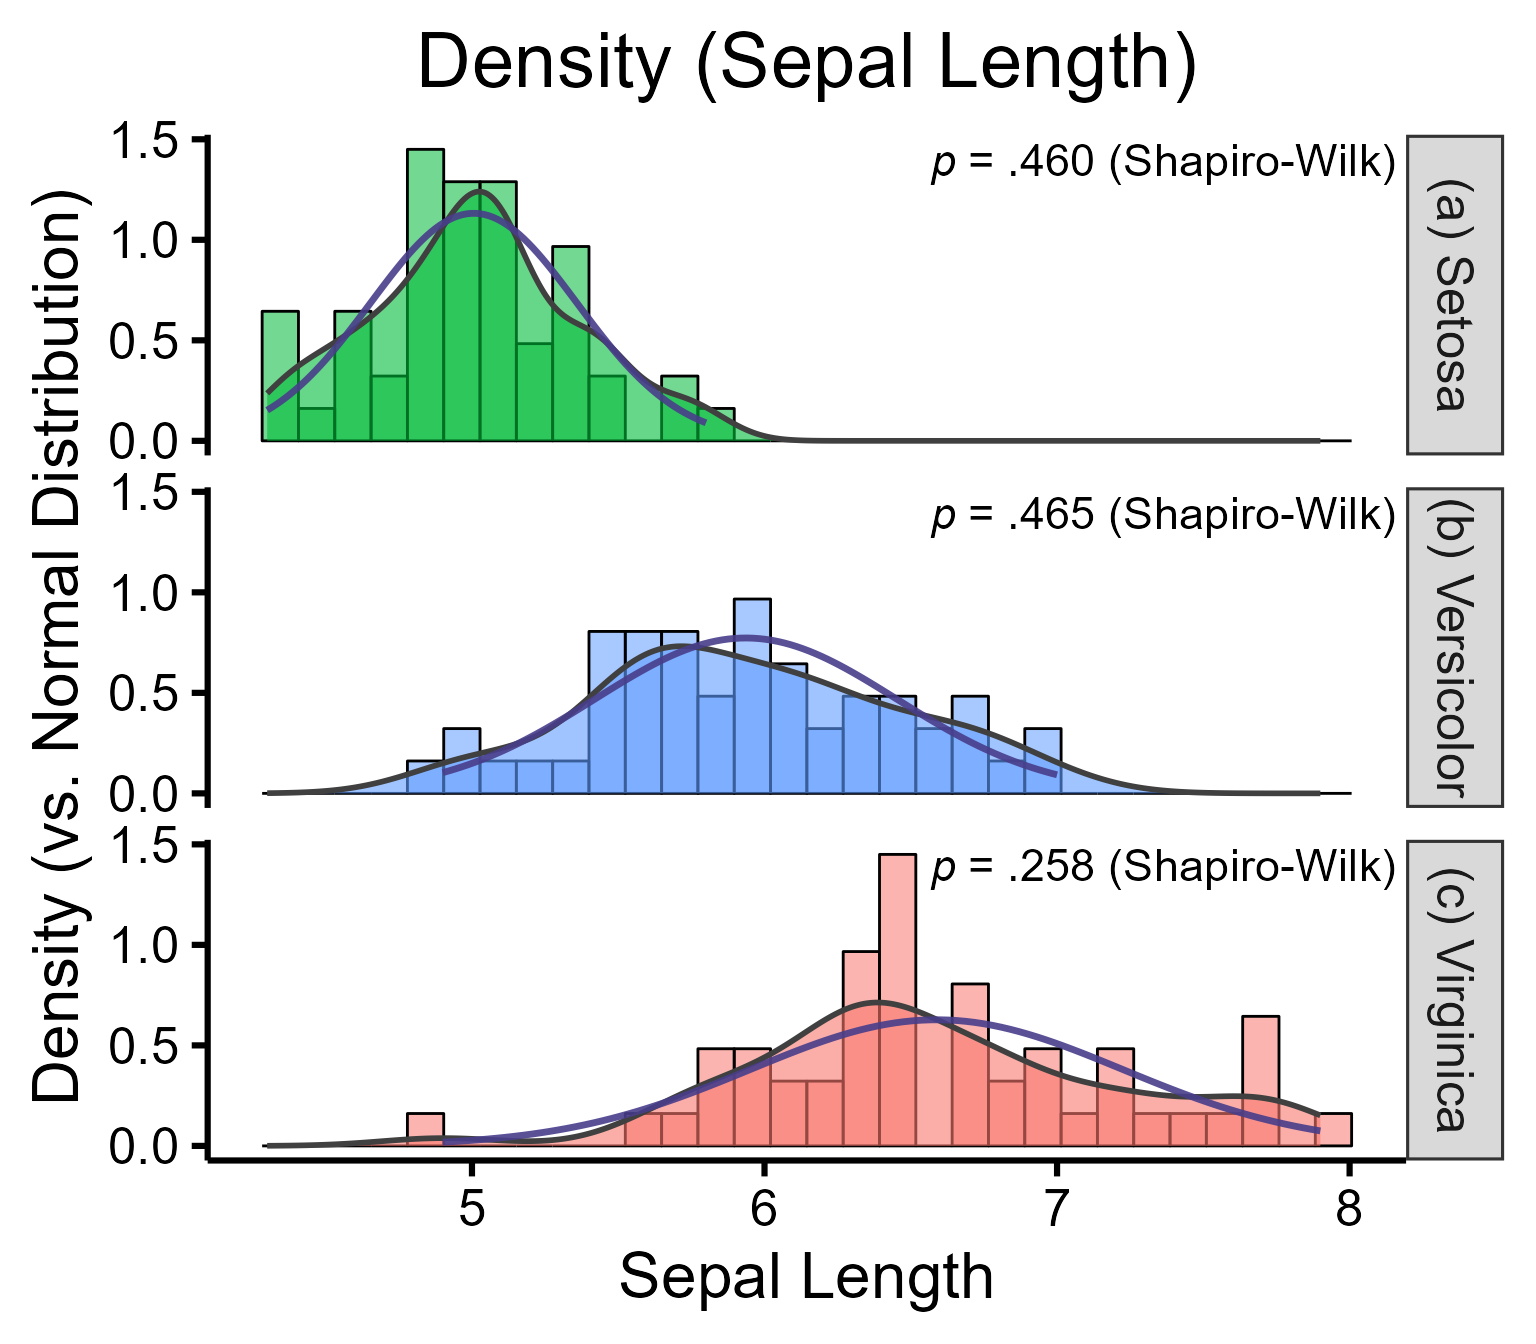 Density (Sepal Length)
Density (vs. Normal Distribution)
1.5
1.0
0.5
0.0
p = .460 (Shapiro-Wilk)
(a) Setosa
1.5
1.0
0.5
0.0
p = .465 (Shapiro-Wilk)
(b) Versicolor
1.5
1.0
0.5
0.0
p = .258 (Shapiro-Wilk)
(c) Virginica
5 6 7 8
Sepal Length